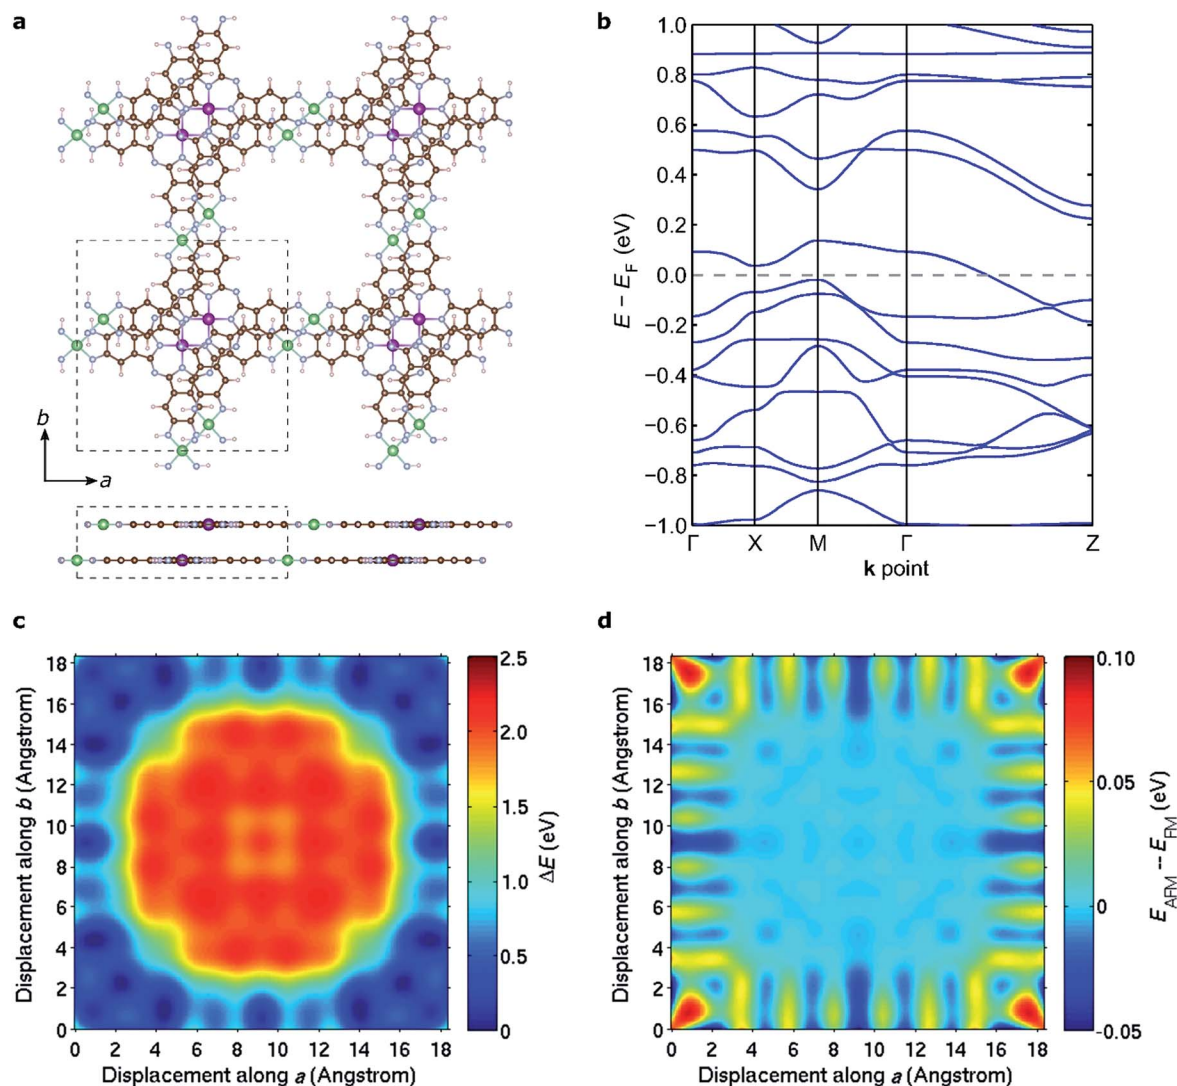 a
b
a
b
1.0
0.8
0.6
0.4
0.2
0.0
−0.2
−0.4
−0.6
−0.8
−1.0
E − E_F (eV)
Γ X M Γ Z
k point
c
18
16
14
12
10
8
6
4
2
0
Displacement along b (Angstrom)
0 2 4 6 8 10 12 14 16 18
Displacement along a (Angstrom)
2.5
2.0
1.5
1.0
0.5
0
ΔE (eV)
d
18
16
14
12
10
8
6
4
2
0
Displacement along b (Angstrom)
0 2 4 6 8 10 12 14 16 18
Displacement along a (Angstrom)
0.10
0.05
0
-0.05
E_AFM -- E_FM (eV)